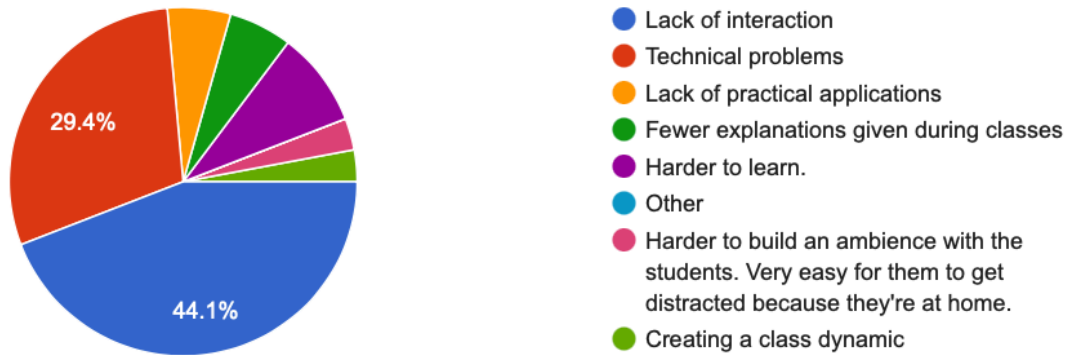 29.4%
44.1%
Lack of interaction
Technical problems
Lack of practical applications
Fewer explanations given during classes
Harder to learn.
Other
Harder to build an ambience with the
students. Very easy for them to get
distracted because they're at home.
Creating a class dynamic